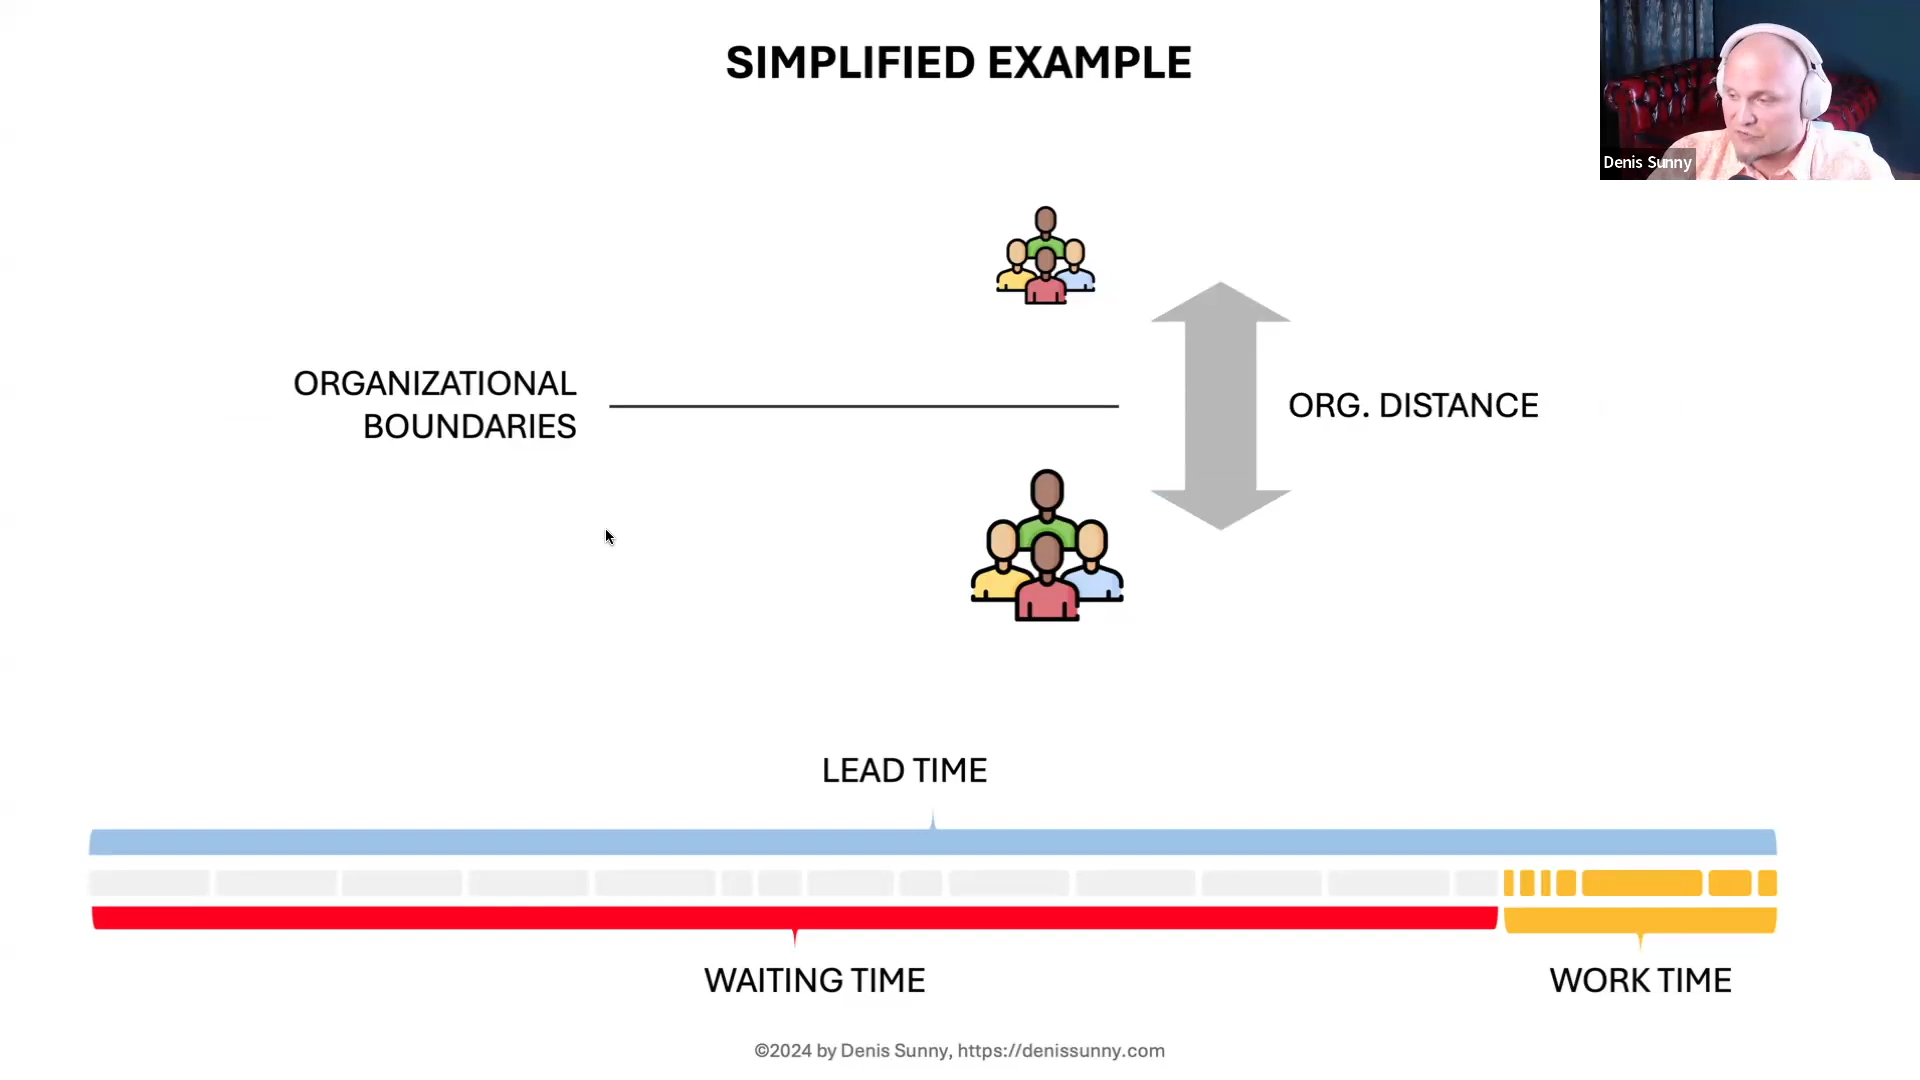 SIMPLIFIED EXAMPLE
Denis Sunny
ORGANIZATIONAL
BOUNDARIES
ORG. DISTANCE
LEAD TIME
WAITING TIME
WORK TIME
©2024 by Denis Sunny, https://denissunny.com